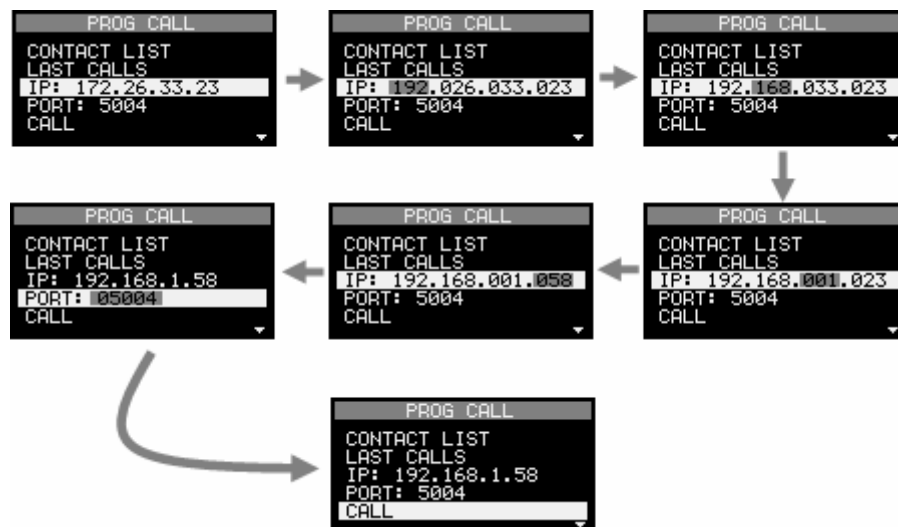 PROG CALL
CONTACT LIST
LAST CALLS
IP: 172.26.33.23
PORT: 5004
CALL
PROG CALL
CONTACT LIST
LAST CALLS
IP: 192.026.033.023
PORT: 5004
CALL
PROG CALL
CONTACT LIST
LAST CALLS
IP: 192.168.033.023
PORT: 5004
CALL
PROG CALL
CONTACT LIST
LAST CALLS
IP: 192.168.001.023
PORT: 5004
CALL
PROG CALL
CONTACT LIST
LAST CALLS
IP: 192.168.001.058
PORT: 5004
CALL
PROG CALL
CONTACT LIST
LAST CALLS
IP: 192.168.1.58
PORT: 05004
CALL
PROG CALL
CONTACT LIST
LAST CALLS
IP: 192.168.1.58
PORT: 5004
CALL